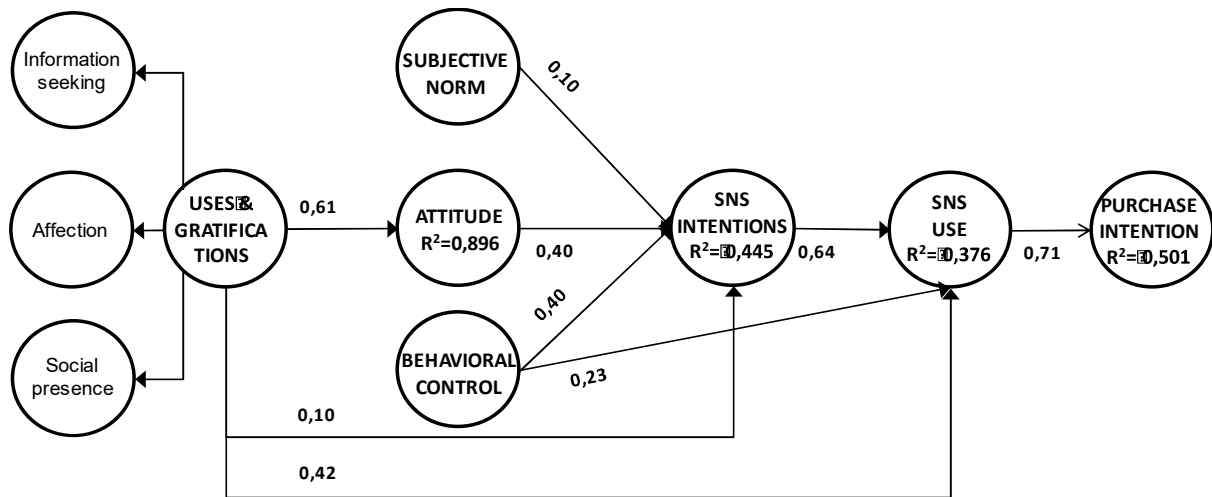 Information
seeking
Affection
Social
presence
USES & 
GRATIFICA
TIONS
0,61
SUBJECTIVE
NORM
0,10
ATTITUDE
R²=0,896
0,40
BEHAVIORAL
CONTROL
0,40
0,23
0,10
0,42
SNS
INTENTIONS
R²= 0,445
0,64
SNS
USE
R²= 0,376
0,71
PURCHASE
INTENTION
R²= 0,501